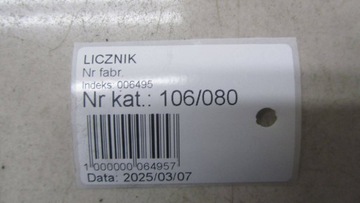 LICZNIK
Nr fabr.
Indeks: 006495
Nr kat.: 106/080
1 000000 064957
Data: 2025/03/07